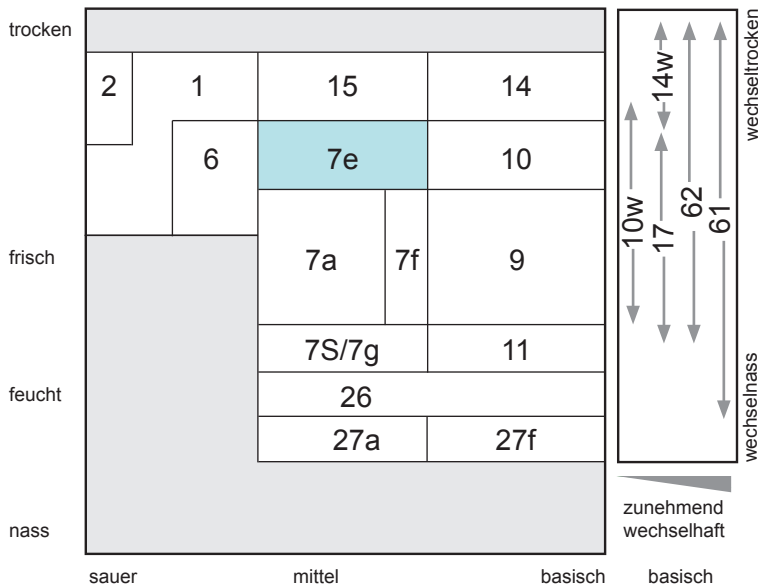 trocken
2
1
15
14
6
7e
10
frisch
7a
7f
9
7S/7g
11
feucht
26
27a
27f
nass
sauer
mittel
basisch
wechseltrocken
14w
10w
17
62
61
wechselnass
zunehmend
wechselhaft
basisch